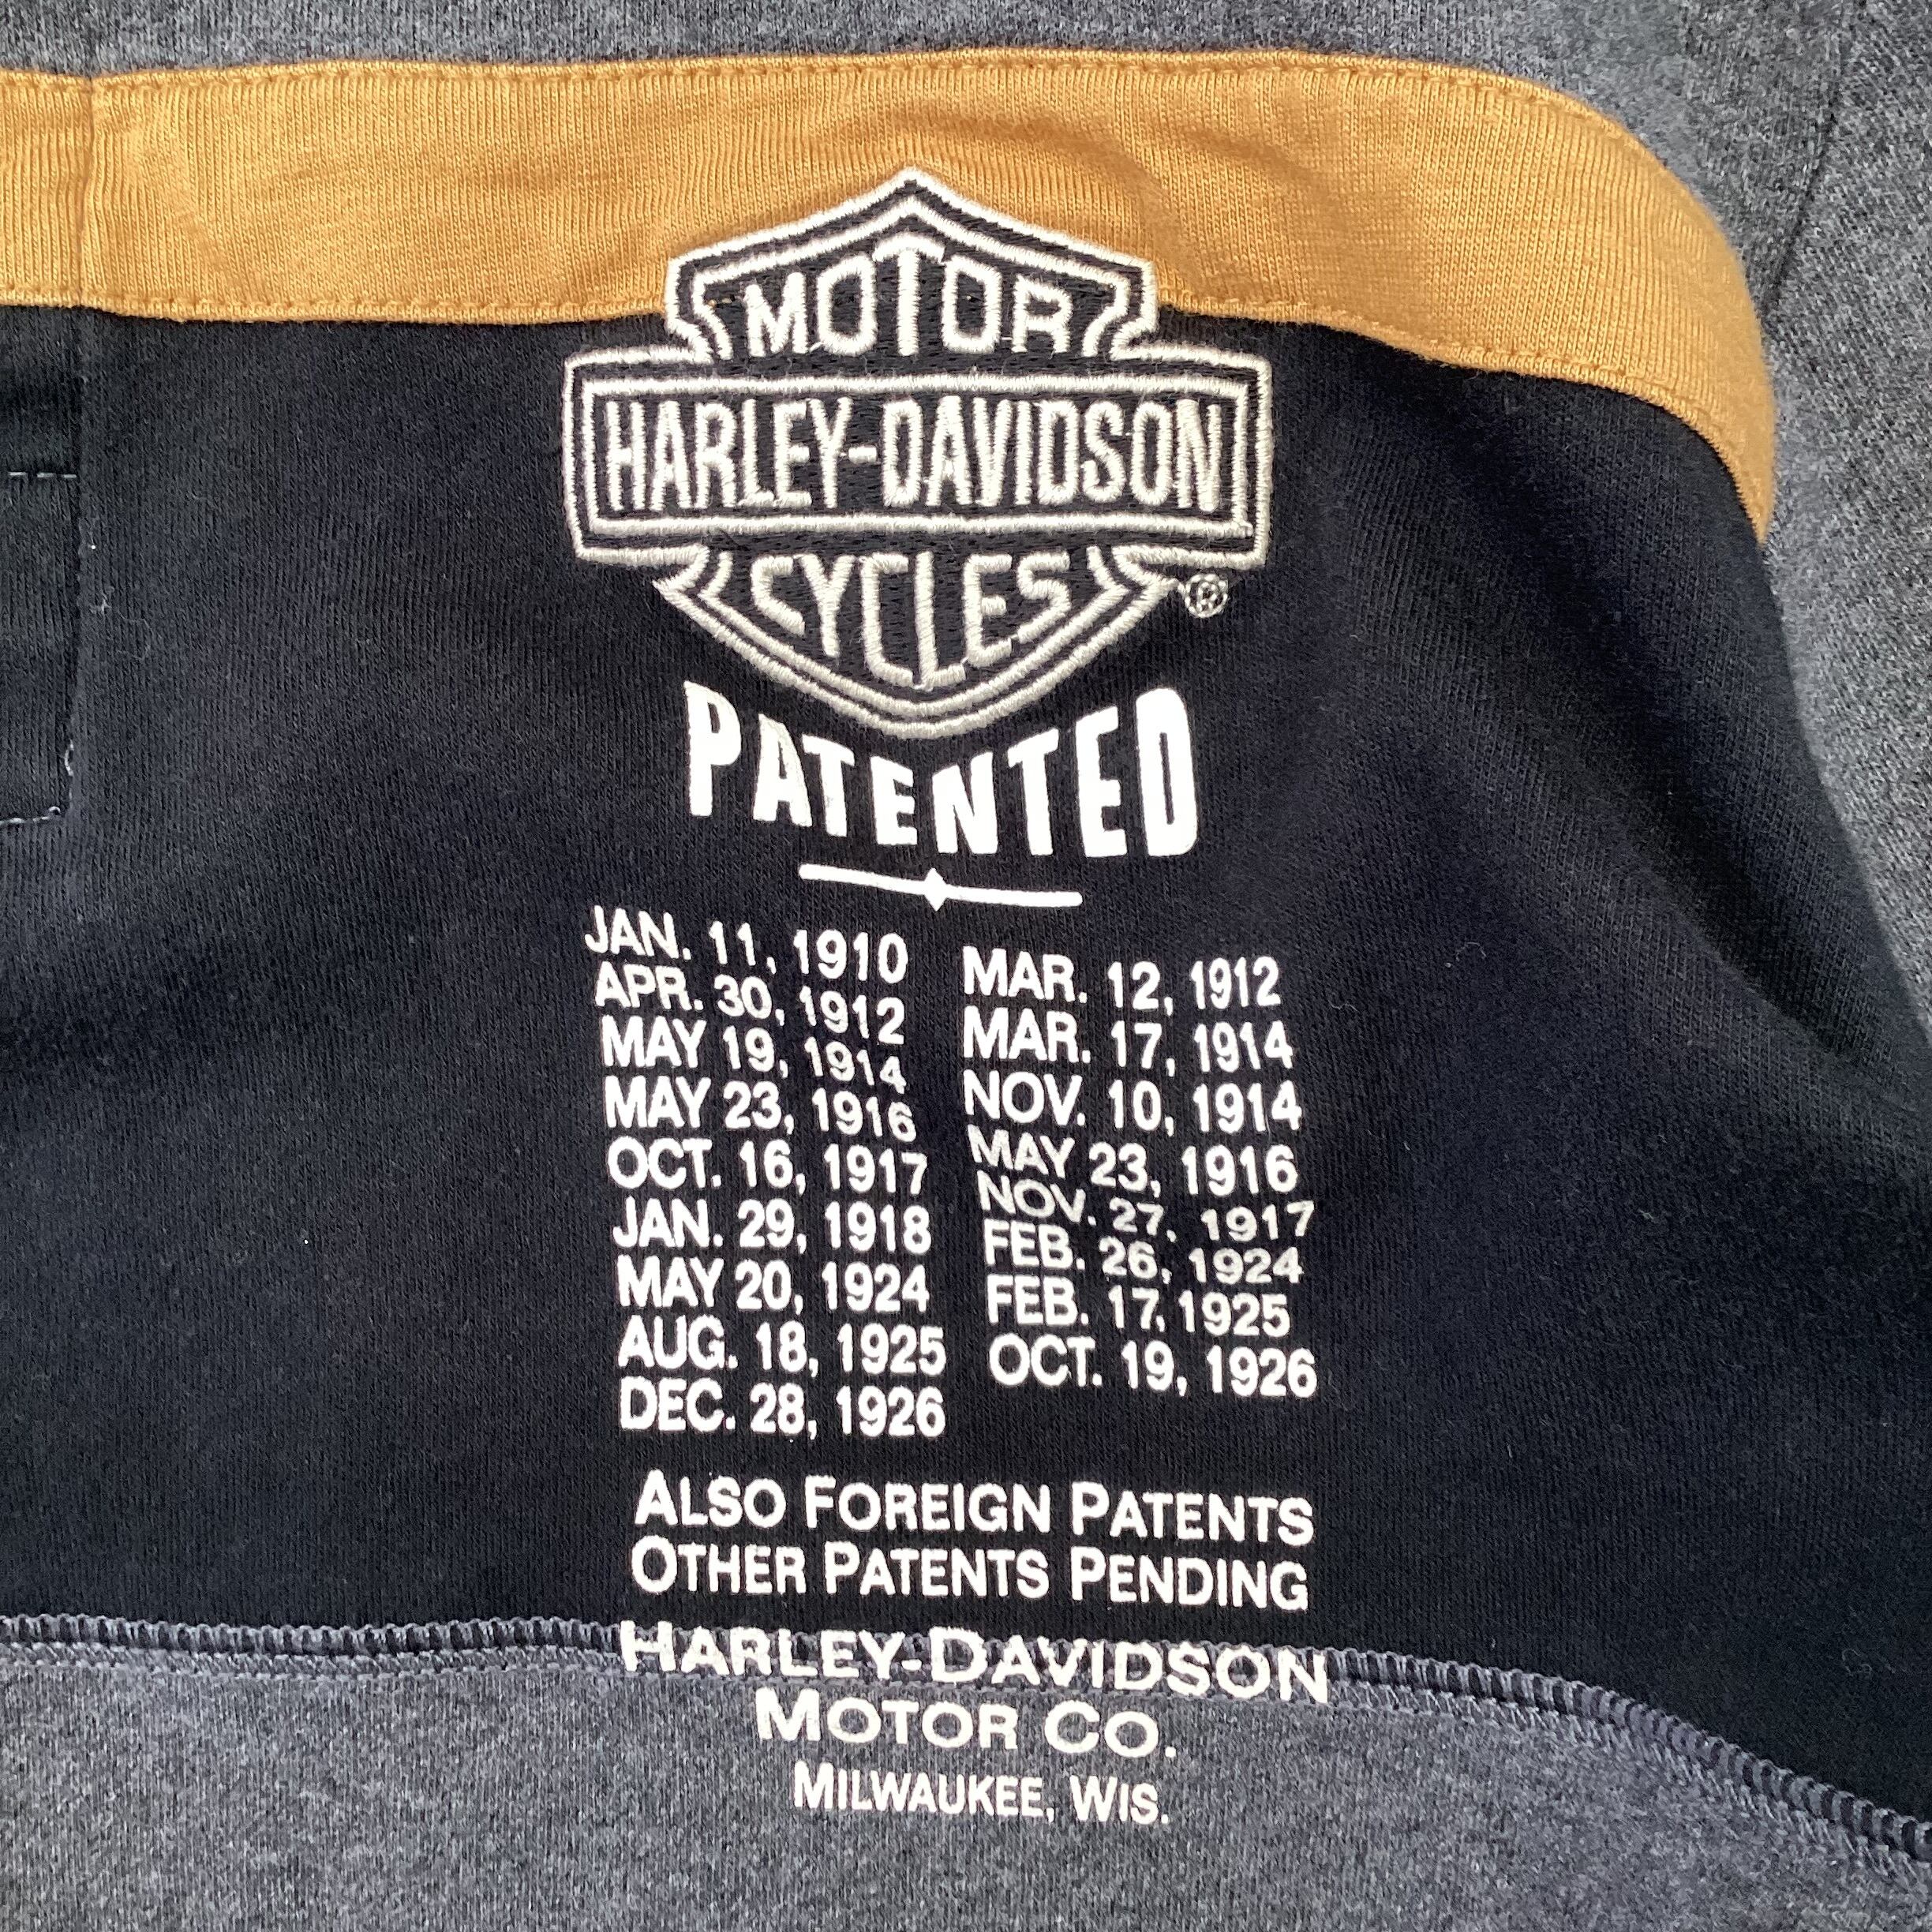 MOTOR
HARLEY-DAVIDSON
CYCLES ®
PATENTED
JAN. 11, 1910 MAR. 12, 1912
APR. 30, 1912 MAR. 17, 1914
MAY 19, 1914 NOV. 10, 1914
MAY 23, 1916 MAY 23, 1916
OCT. 16, 1917 NOV. 27, 1917
JAN. 29, 1918 FEB. 26, 1924
MAY 20, 1924 FEB. 17, 1925
AUG. 18, 1925 OCT. 19, 1926
DEC. 28, 1926
ALSO FOREIGN PATENTS
OTHER PATENTS PENDING
HARLEY-DAVIDSON
MOTOR CO.
MILWAUKEE, WIS.